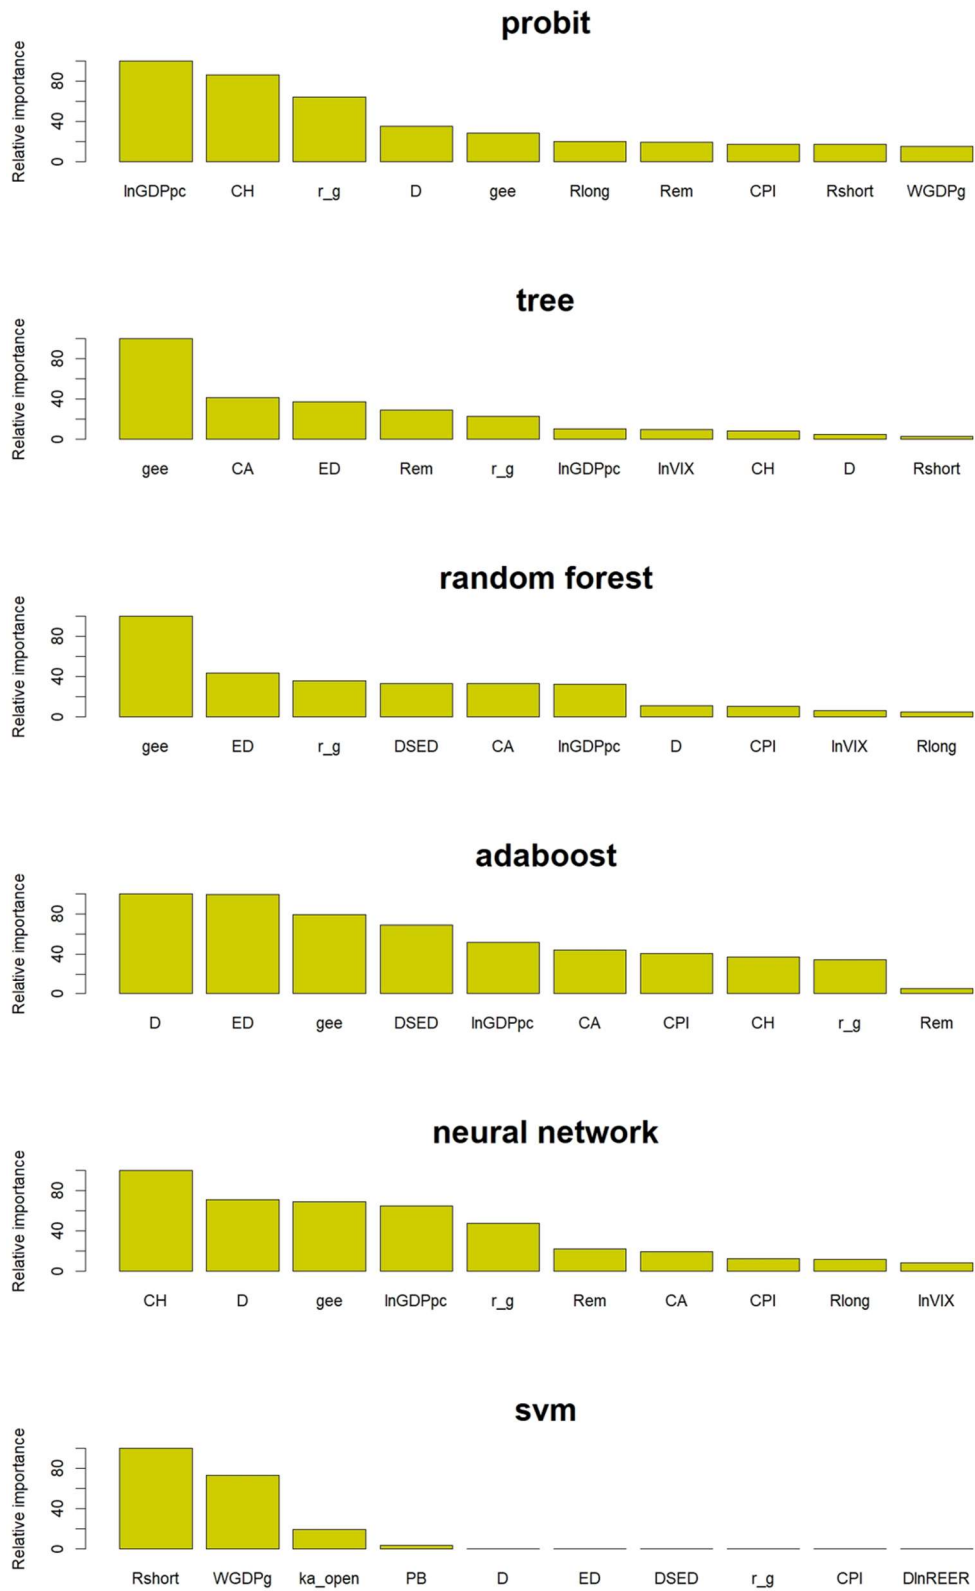 probit
Relative importance
0 40 80
lnGDPpc CH r_g D gee Rlong Rem CPI Rshort WGDPg
tree
Relative importance
0 40 80
gee CA ED Rem r_g lnGDPpc lnVIX CH D Rshort
random forest
Relative importance
0 40 80
gee ED r_g DSED CA lnGDPpc D CPI lnVIX Rlong
adaboost
Relative importance
0 40 80
D ED gee DSED lnGDPpc CA CPI CH r_g Rem
neural network
Relative importance
0 40 80
CH D gee lnGDPpc r_g Rem CA CPI Rlong lnVIX
svm
Relative importance
0 40 80
Rshort WGDPg ka_open PB D ED DSED r_g CPI DlnREER